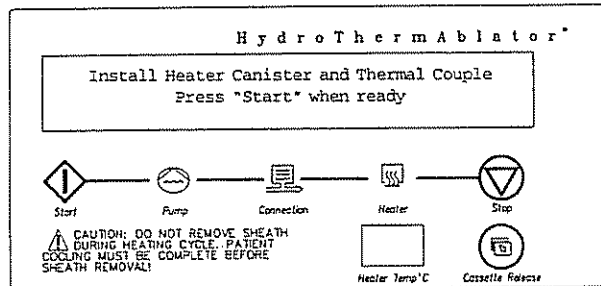 HydroThermAblator®
Install Heater Canister and Thermal Couple
Press "Start" when ready
Start Pump Connection Heater Stop
CAUTION: DO NOT REMOVE SHEATH
DURING HEATING CYCLE. PATIENT
COOLING MUST BE COMPLETE BEFORE
SHEATH REMOVAL!
Heater Temp°C Cassette Release